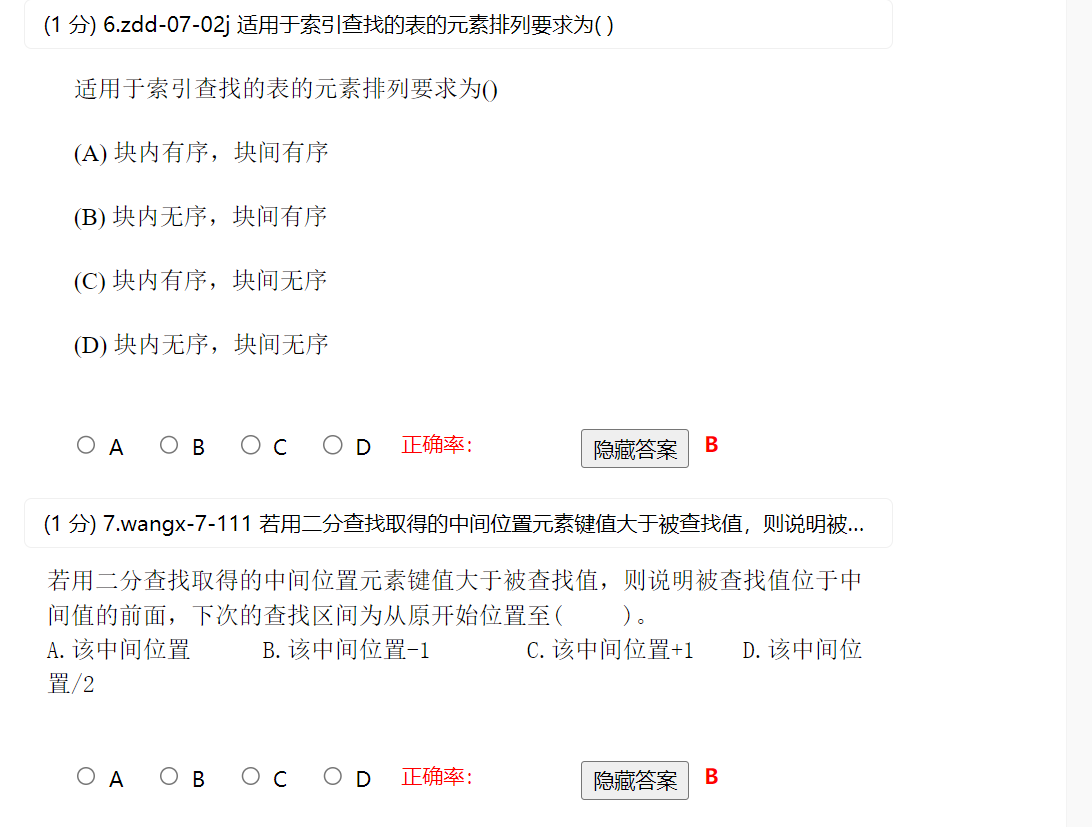 (1 分) 6.zdd-07-02j 适用于索引查找的表的元素排列要求为( )
适用于索引查找的表的元素排列要求为()
(A) 块内有序，块间有序
(B) 块内无序，块间有序
(C) 块内有序，块间无序
(D) 块内无序，块间无序
A B C D 正确率: 隐藏答案 B
(1 分) 7.wangx-7-111 若用二分查找取得的中间位置元素键值大于被查找值，则说明被...
若用二分查找取得的中间位置元素键值大于被查找值，则说明被查找值位于中
间值的前面，下次的查找区间为从原开始位置至( )。
A.该中间位置 B.该中间位置-1 C.该中间位置+1 D.该中间位
置/2
A B C D 正确率: 隐藏答案 B